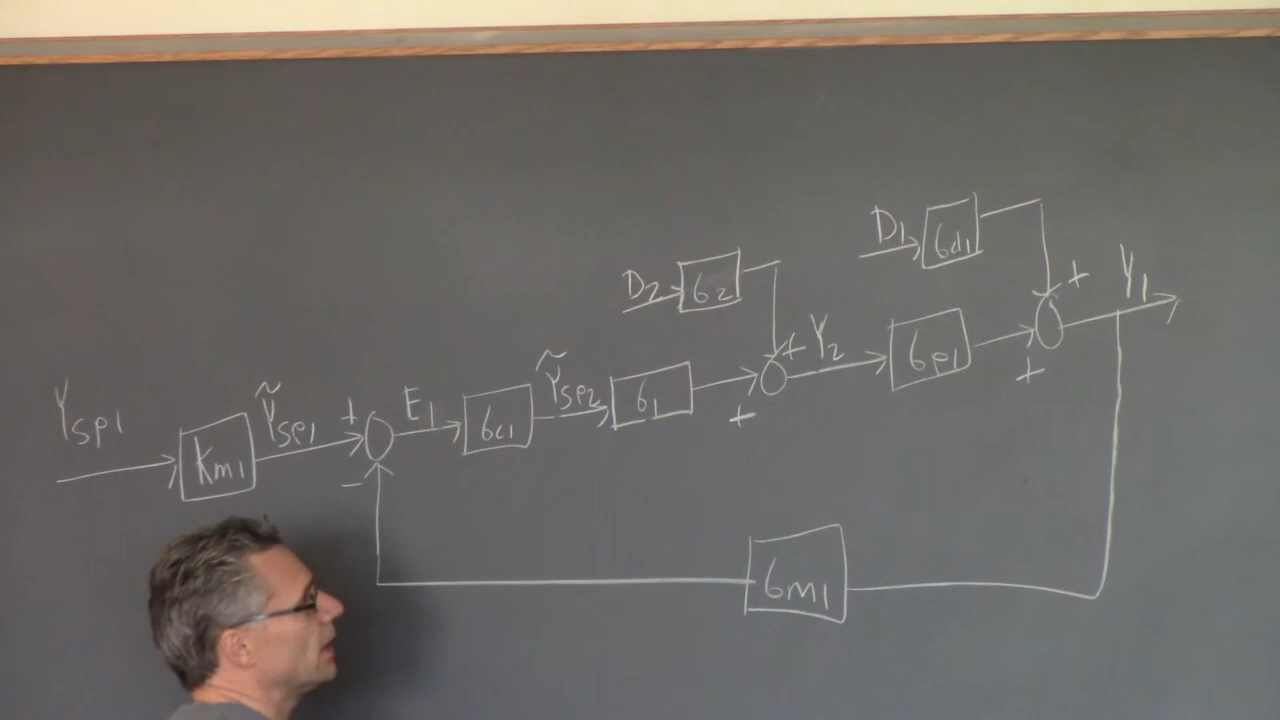 D1 Gd1 + Y1
D2 G2 + Y2 Gp1 +
Ysp1 Km1 Ỹsp1 + E1 Gc1 Ỹsp2 G1 +
−
Gm1